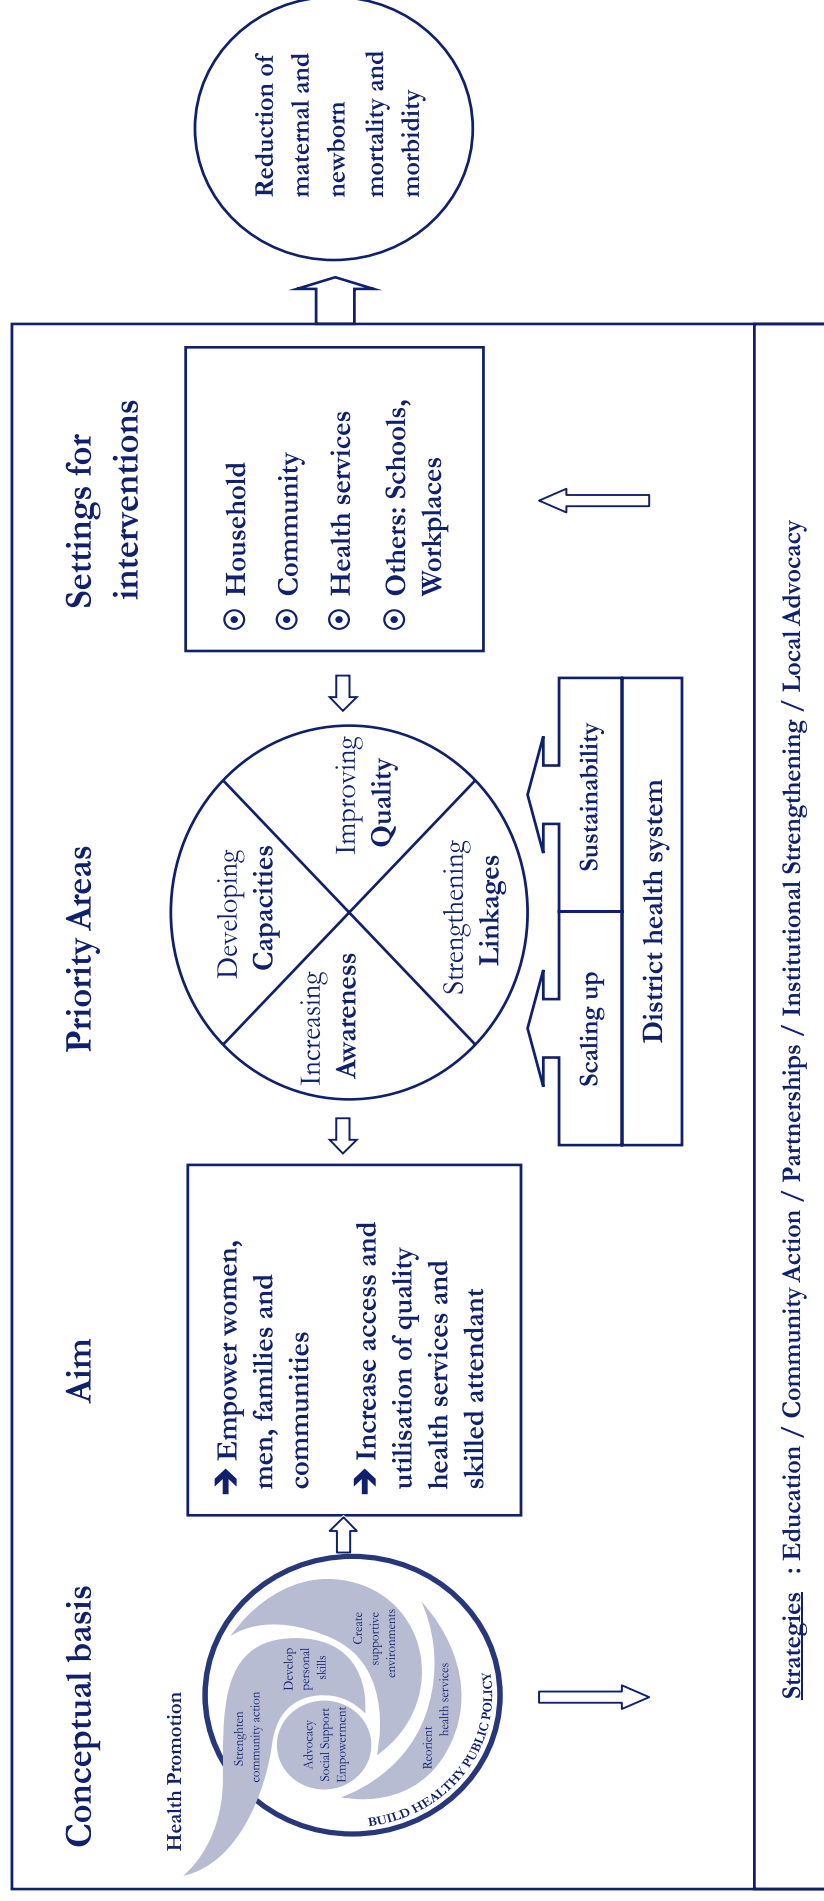 Conceptual basis
Health Promotion
Strenghten
community action
Develop
personal
skills
Advocacy
Social Support
Empowerment
Create
supportive
environments
Reorient
health services
BUILD HEALTHY PUBLIC POLICY
Aim
➔ Empower women,
men, families and
communities
➔ Increase access and
utilisation of quality
health services and
skilled attendant
Priority Areas
Developing
Capacities
Increasing
Awareness
Improving
Quality
Strengthening
Linkages
Scaling up
Sustainability
District health system
Settings for
interventions
⊙ Household
⊙ Community
⊙ Health services
⊙ Others: Schools,
Workplaces
Reduction of
maternal and
newborn
mortality and
morbidity
Strategies : Education / Community Action / Partnerships / Institutional Strengthening / Local Advocacy